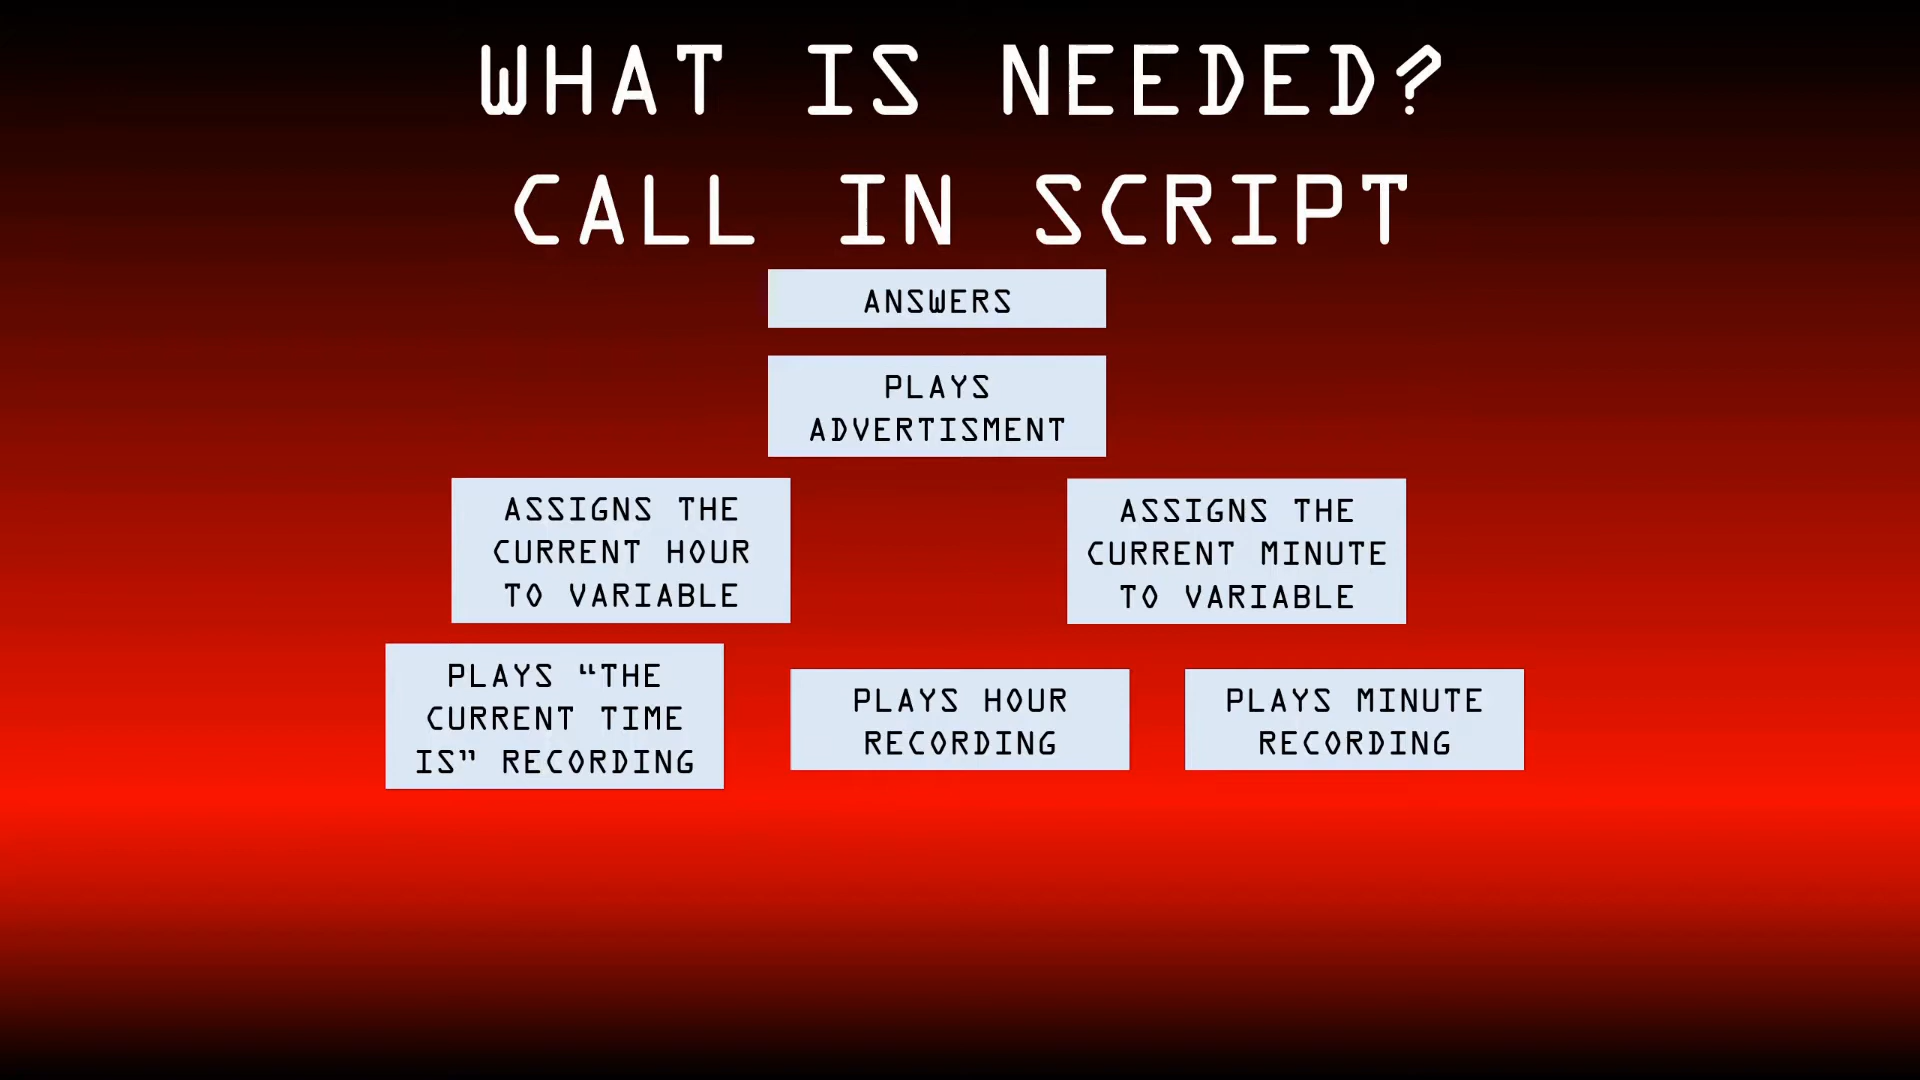 WHAT IS NEEDED?
CALL IN SCRIPT
ANSWERS
PLAYS
ADVERTISMENT
ASSIGNS THE
CURRENT HOUR
TO VARIABLE
ASSIGNS THE
CURRENT MINUTE
TO VARIABLE
PLAYS “THE
CURRENT TIME
IS” RECORDING
PLAYS HOUR
RECORDING
PLAYS MINUTE
RECORDING